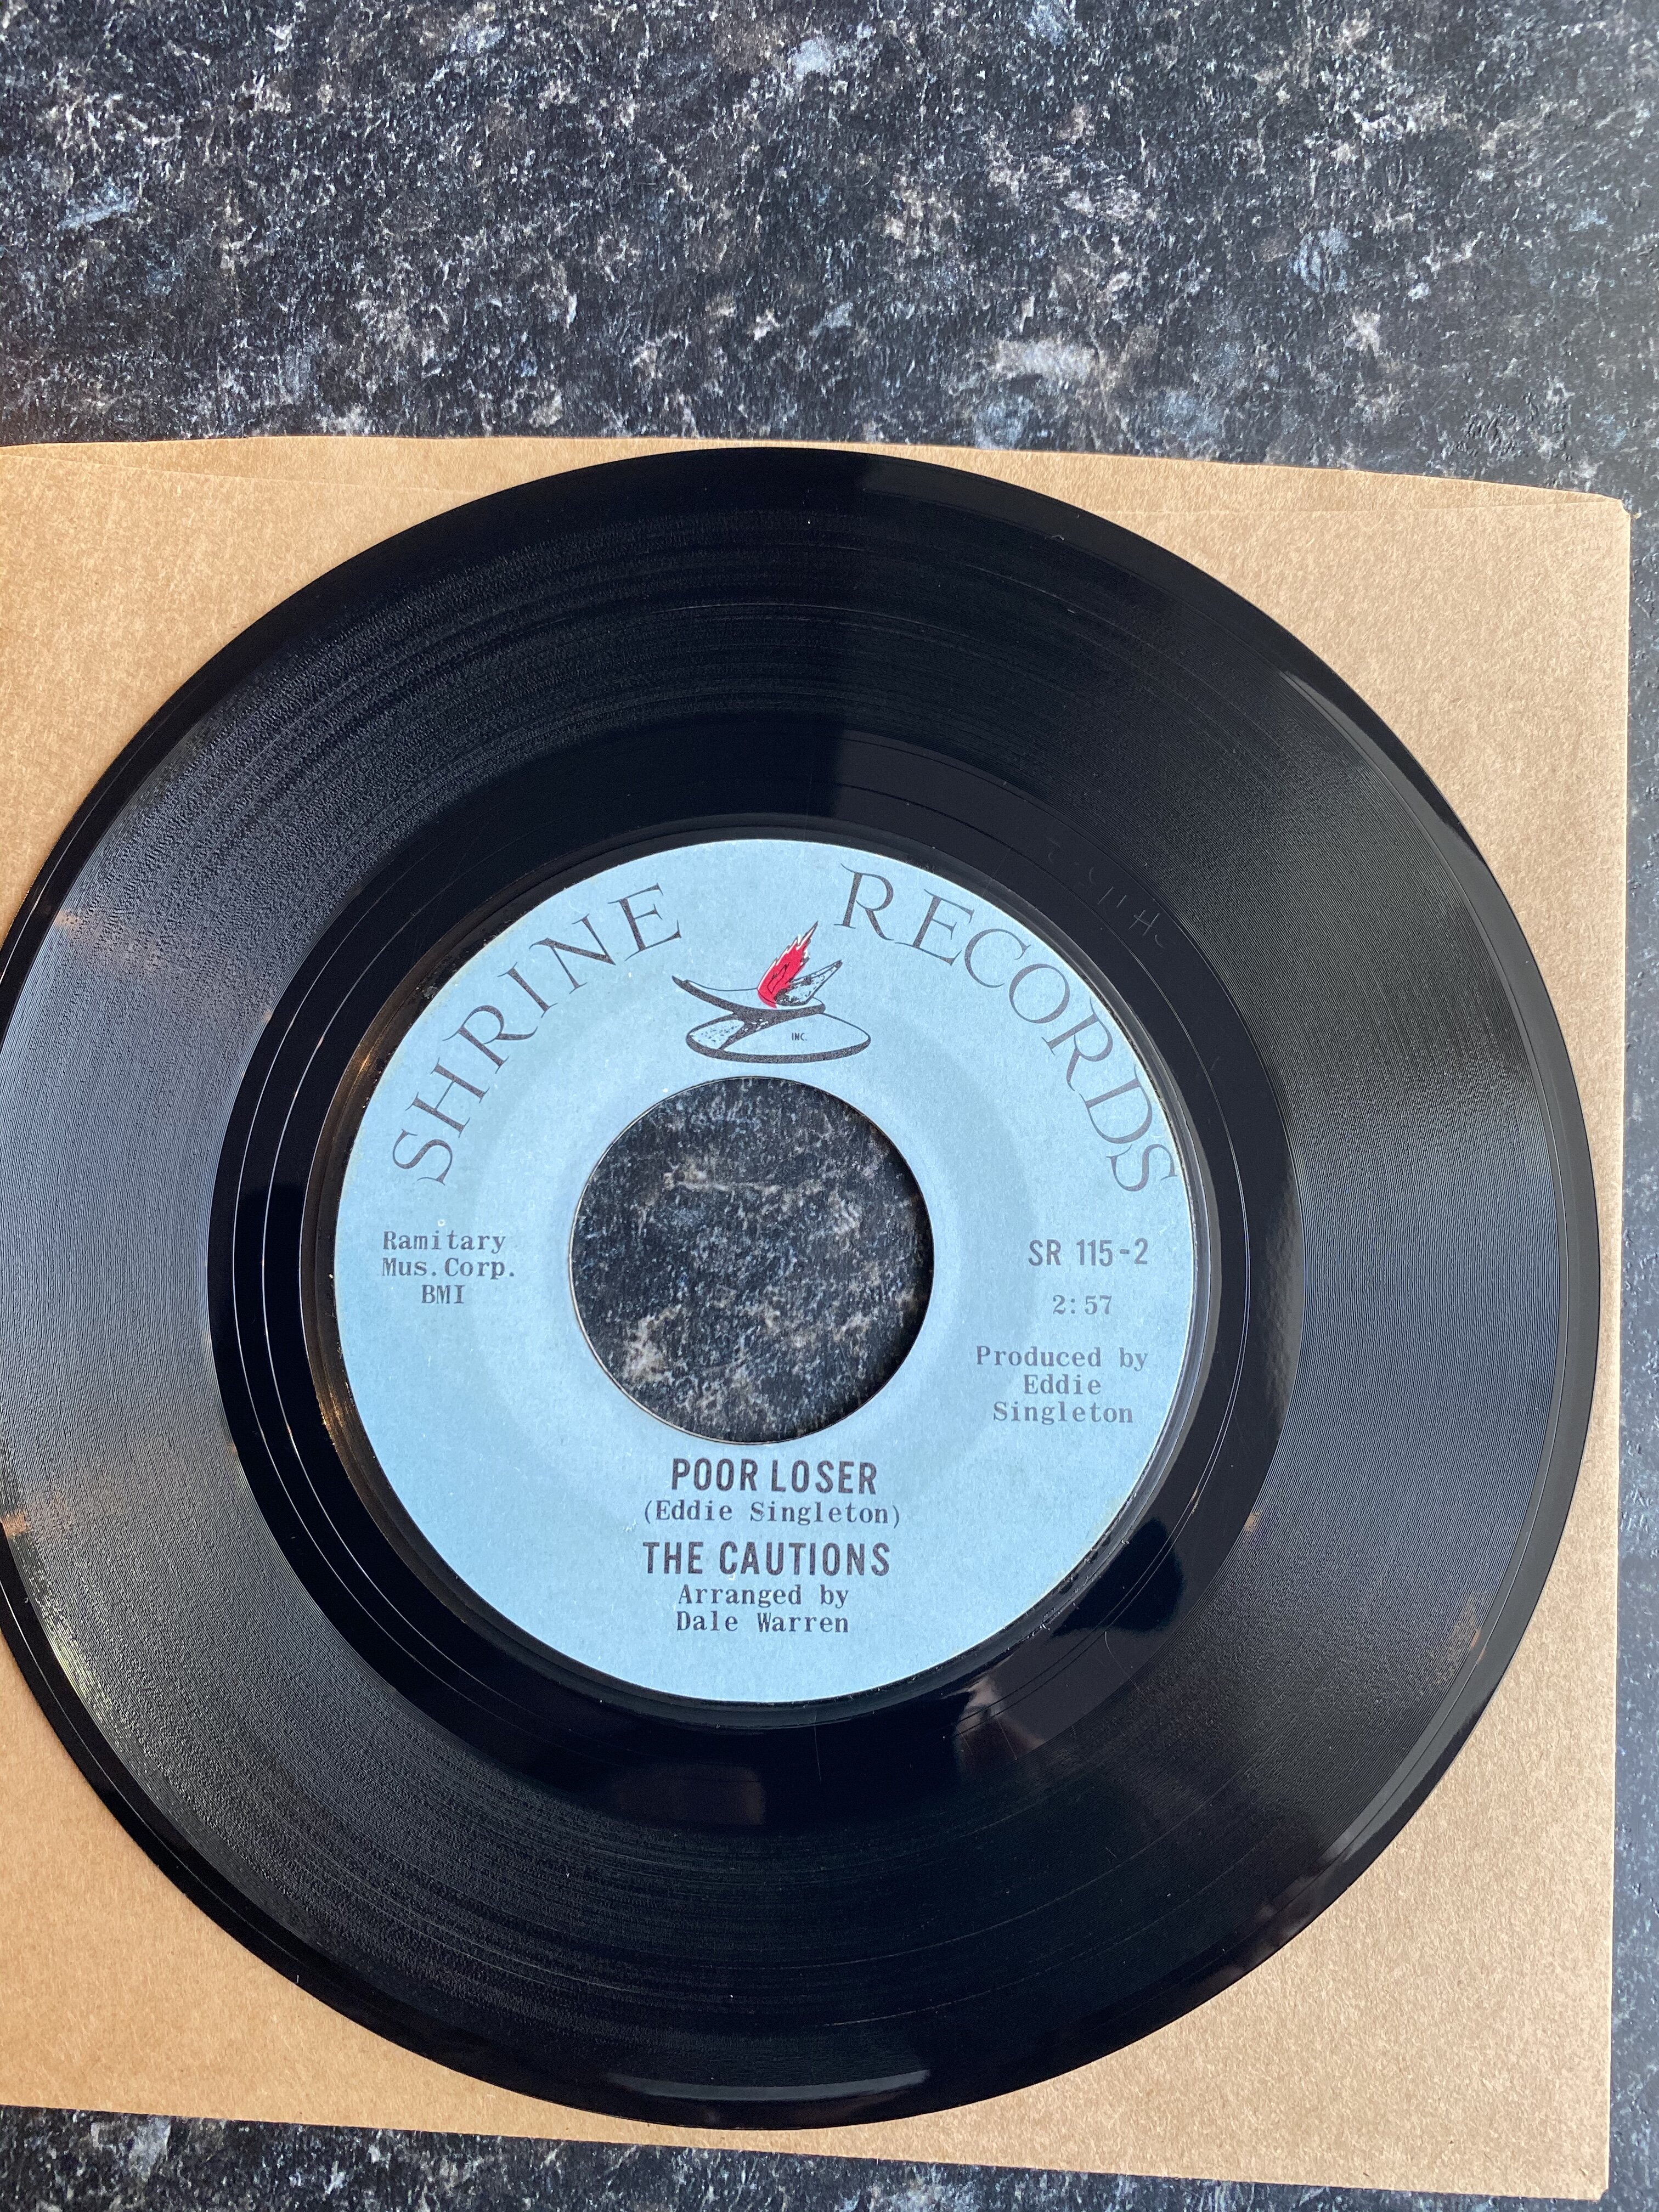 SHRINE RECORDS
INC.
Ramitary
Mus.Corp.
BMI
SR 115-2
2:57
Produced by
Eddie
Singleton
POOR LOSER
(Eddie Singleton)
THE CAUTIONS
Arranged by
Dale Warren